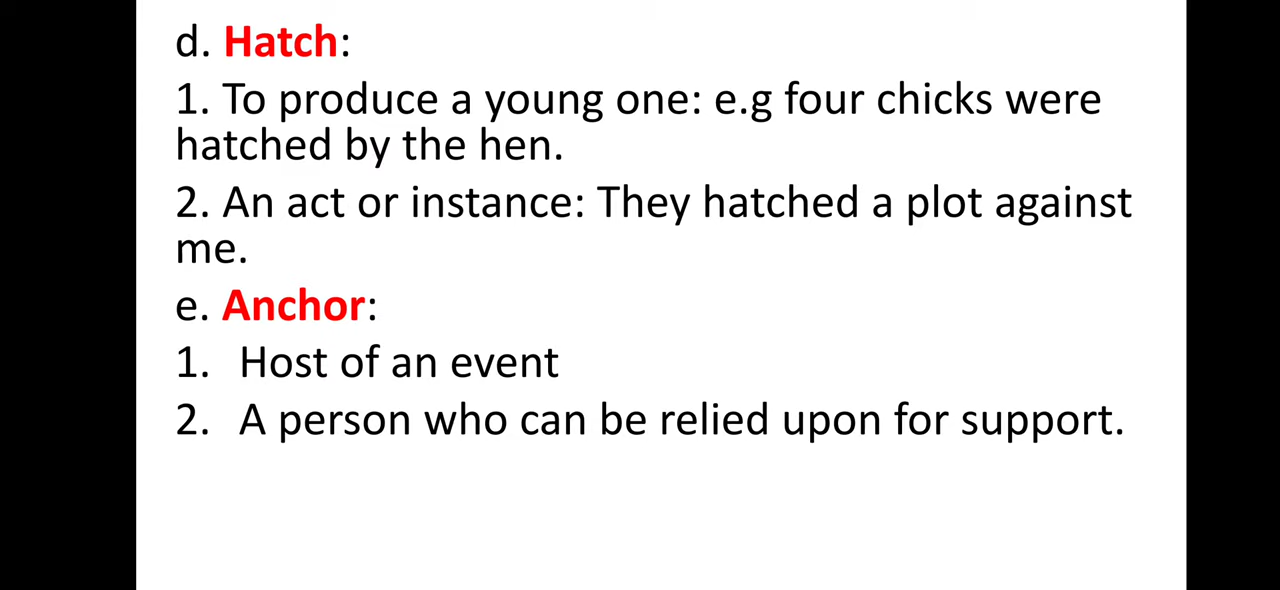 d. Hatch:
1. To produce a young one: e.g four chicks were
hatched by the hen.
2. An act or instance: They hatched a plot against
me.
e. Anchor:
1. Host of an event
2. A person who can be relied upon for support.